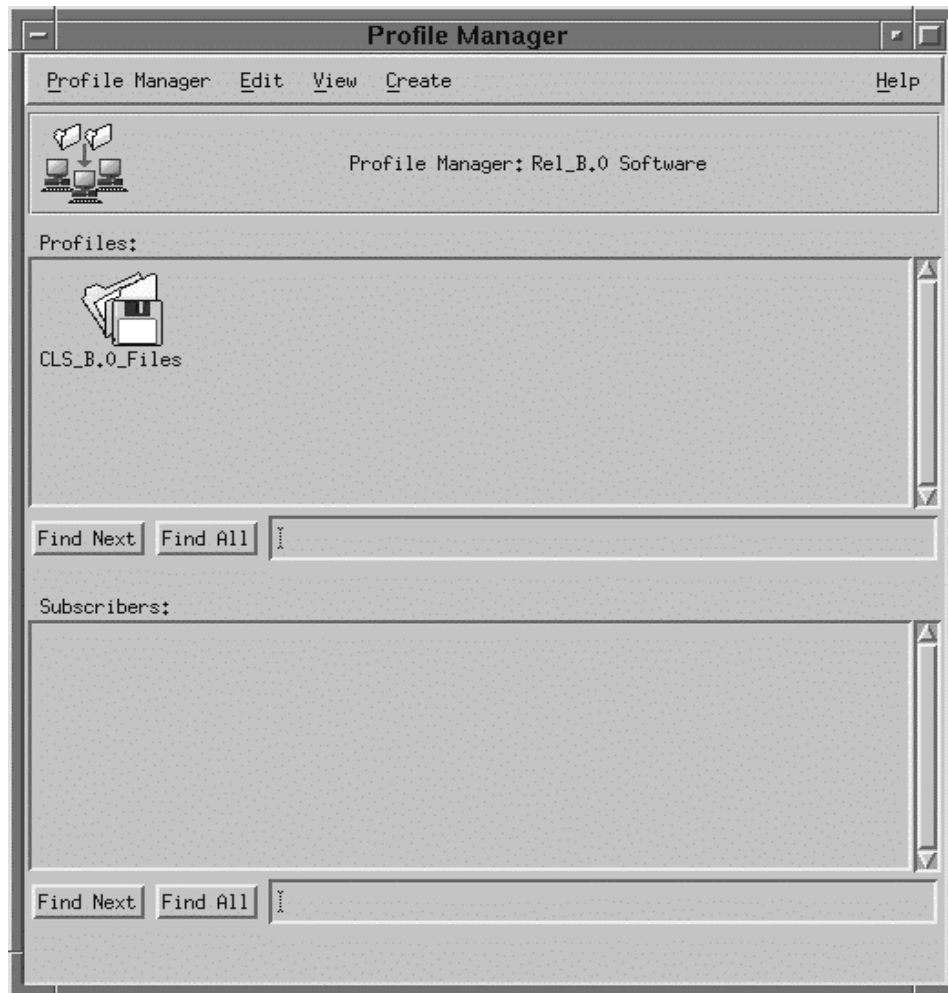 Profile Manager
Profile Manager Edit View Create Help
Profile Manager: Rel_B.0 Software
Profiles:
CLS_B.0_Files
Find Next Find All
Subscribers:
Find Next Find All